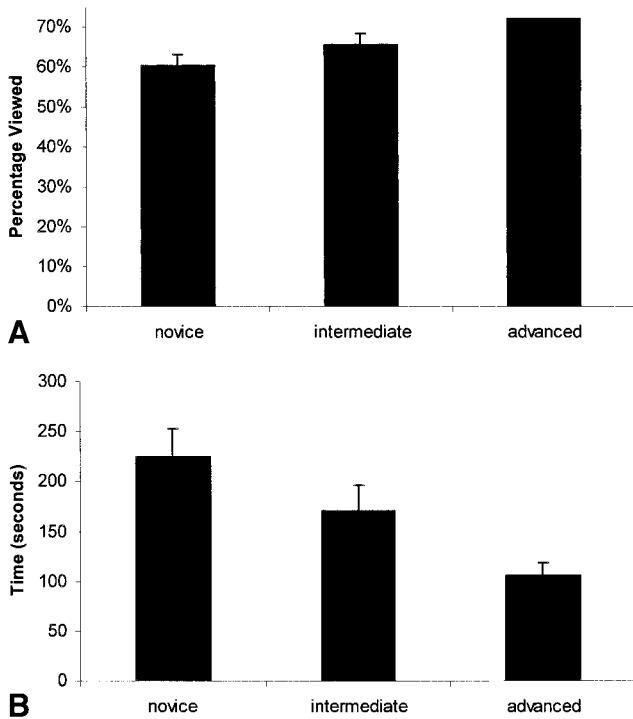 70%
60%
50%
40%
30%
20%
10%
0%
Percentage Viewed
A
novice intermediate advanced
300
250
200
150
100
50
0
Time (seconds)
B
novice intermediate advanced